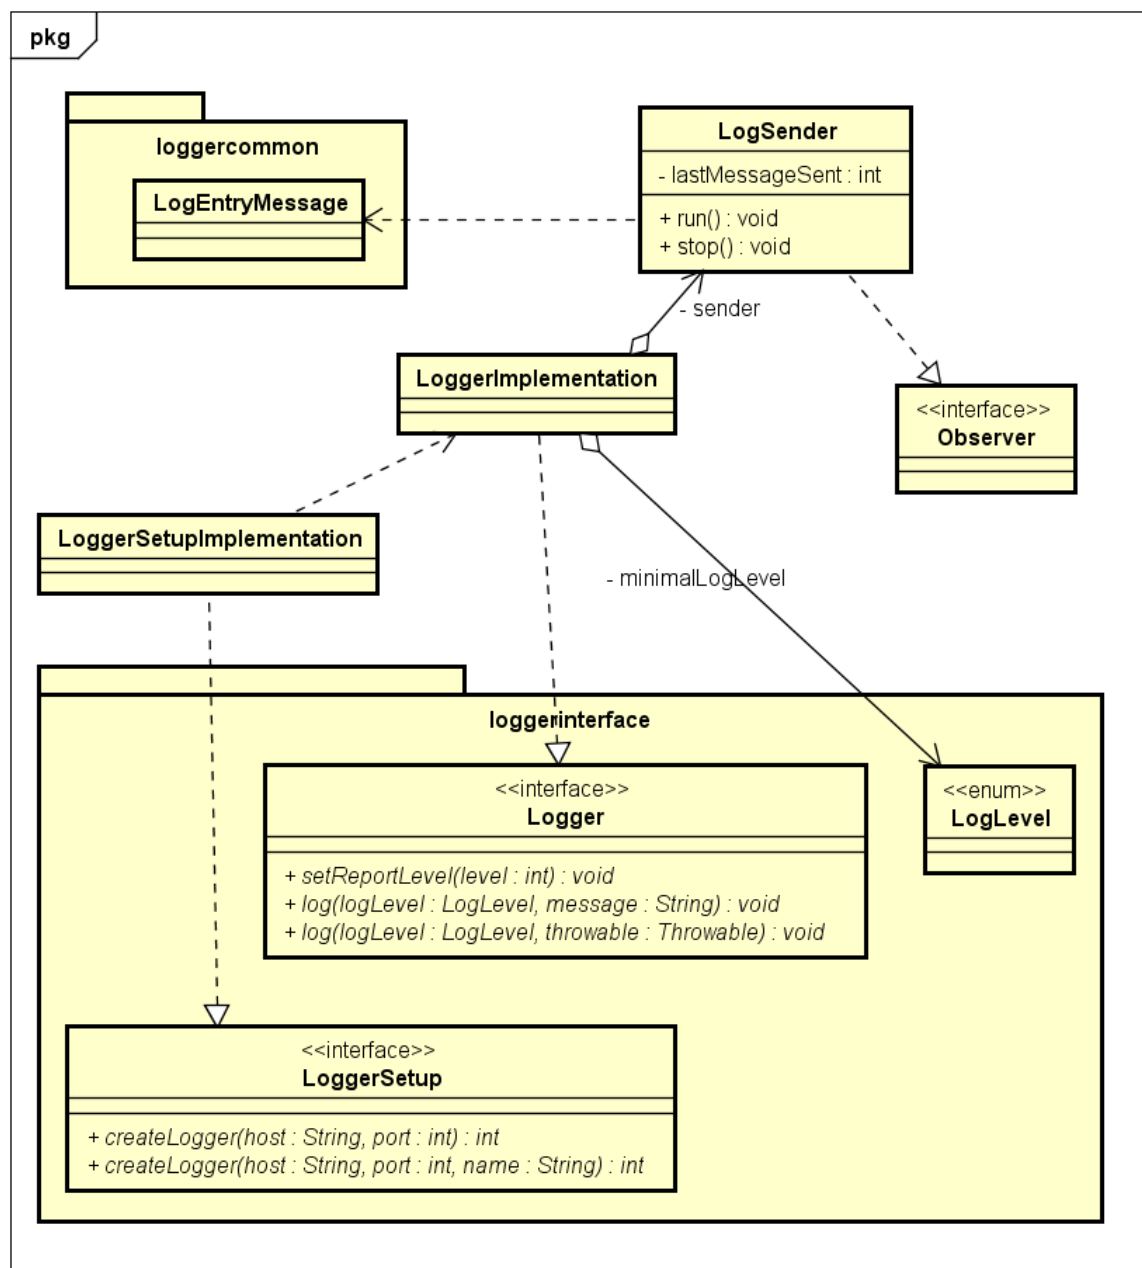 pkg
loggercommon
LogEntryMessage
LogSender
- lastMessageSent : int
+ run() : void
+ stop() : void
- sender
LoggerImplementation
<<interface>>
Observer
LoggerSetupImplementation
- minimalLogLevel
loggerinterface
<<interface>>
Logger
+ setReportLevel(level : int) : void
+ log(logLevel : LogLevel, message : String) : void
+ log(logLevel : LogLevel, throwable : Throwable) : void
<<enum>>
LogLevel
<<interface>>
LoggerSetup
+ createLogger(host : String, port : int) : int
+ createLogger(host : String, port : int, name : String) : int